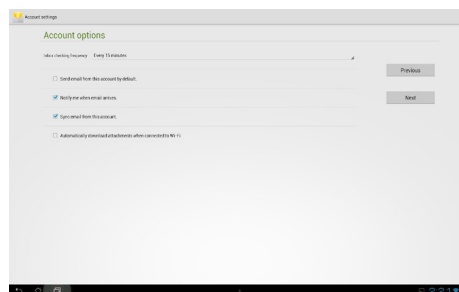 Account settings
Account options
Inbox checking frequency Every 15 minutes
Previous
Send email from this account by default.
Notify me when email arrives.
Next
Sync email from this account.
Automatically download attachments when connected to Wi-Fi